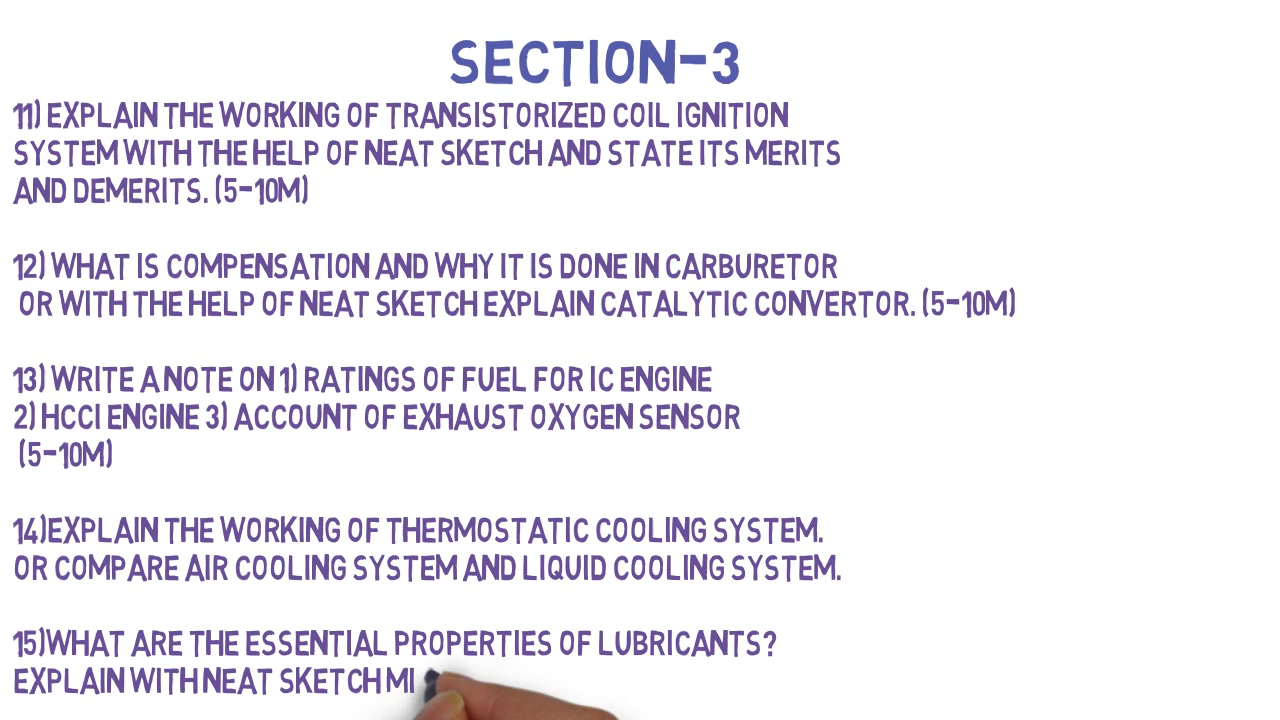 SECTION-3
11) EXPLAIN THE WORKING OF TRANSISTORIZED COIL IGNITION
SYSTEM WITH THE HELP OF NEAT SKETCH AND STATE ITS MERITS
AND DEMERITS. (5-10M)
12) WHAT IS COMPENSATION AND WHY IT IS DONE IN CARBURETOR
OR WITH THE HELP OF NEAT SKETCH EXPLAIN CATALYTIC CONVERTOR. (5-10M)
13) WRITE A NOTE ON 1) RATINGS OF FUEL FOR IC ENGINE
2) HCCI ENGINE 3) ACCOUNT OF EXHAUST OXYGEN SENSOR
(5-10M)
14)EXPLAIN THE WORKING OF THERMOSTATIC COOLING SYSTEM.
OR COMPARE AIR COOLING SYSTEM AND LIQUID COOLING SYSTEM.
15)WHAT ARE THE ESSENTIAL PROPERTIES OF LUBRICANTS?
EXPLAIN WITH NEAT SKETCH MI